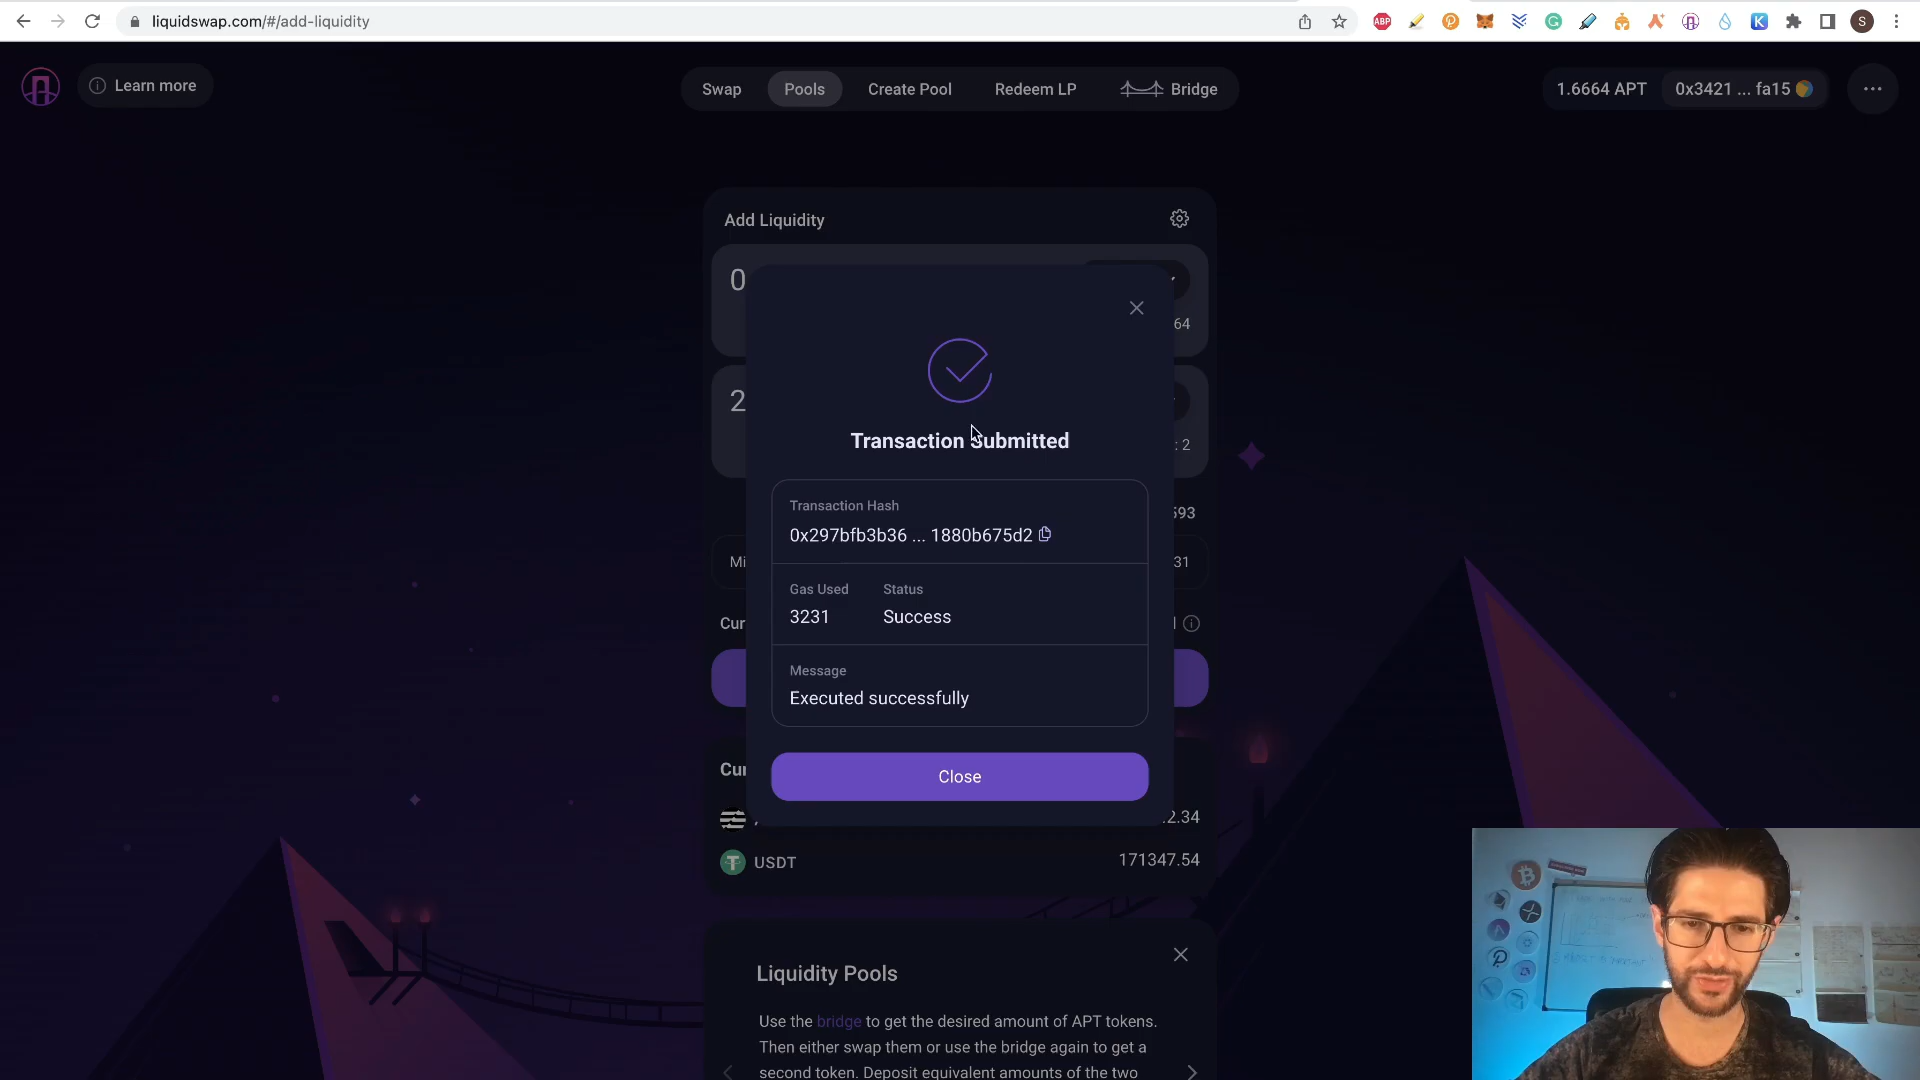 liquidswap.com/#/add-liquidity
ABP
S
Learn more
Swap
Pools
Create Pool
Redeem LP
Bridge
1.6664 APT
0x3421 ... fa15
Add Liquidity
0
64
2
: 2
Transaction Submitted
Transaction Hash
0x297bfb3b36 ... 1880b675d2
593
Mi
31
Gas Used
Status
3231
Success
Cur
Message
Executed successfully
Close
Cur
2.34
USDT
171347.54
Liquidity Pools
Use the bridge to get the desired amount of APT tokens.
Then either swap them or use the bridge again to get a
second token. Deposit equivalent amounts of the two